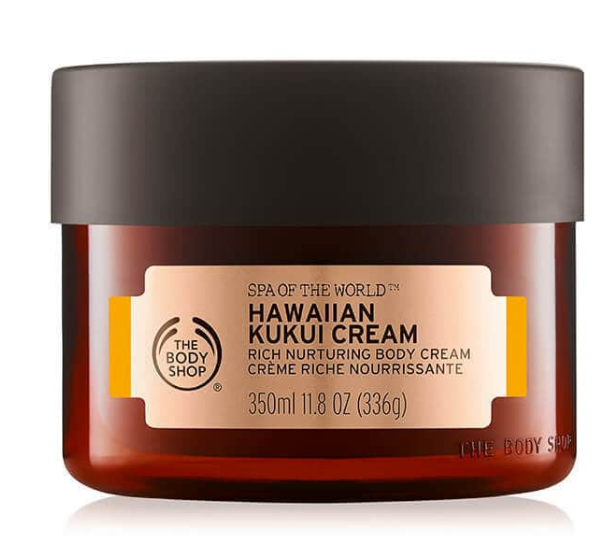 SPA OF THE WORLD™
HAWAIIAN
KUKUI CREAM
RICH NURTURING BODY CREAM
CRÈME RICHE NOURRISSANTE
350ml 11.8 OZ (336g)
THE
BODY
SHOP
®
THE BODY SHOP